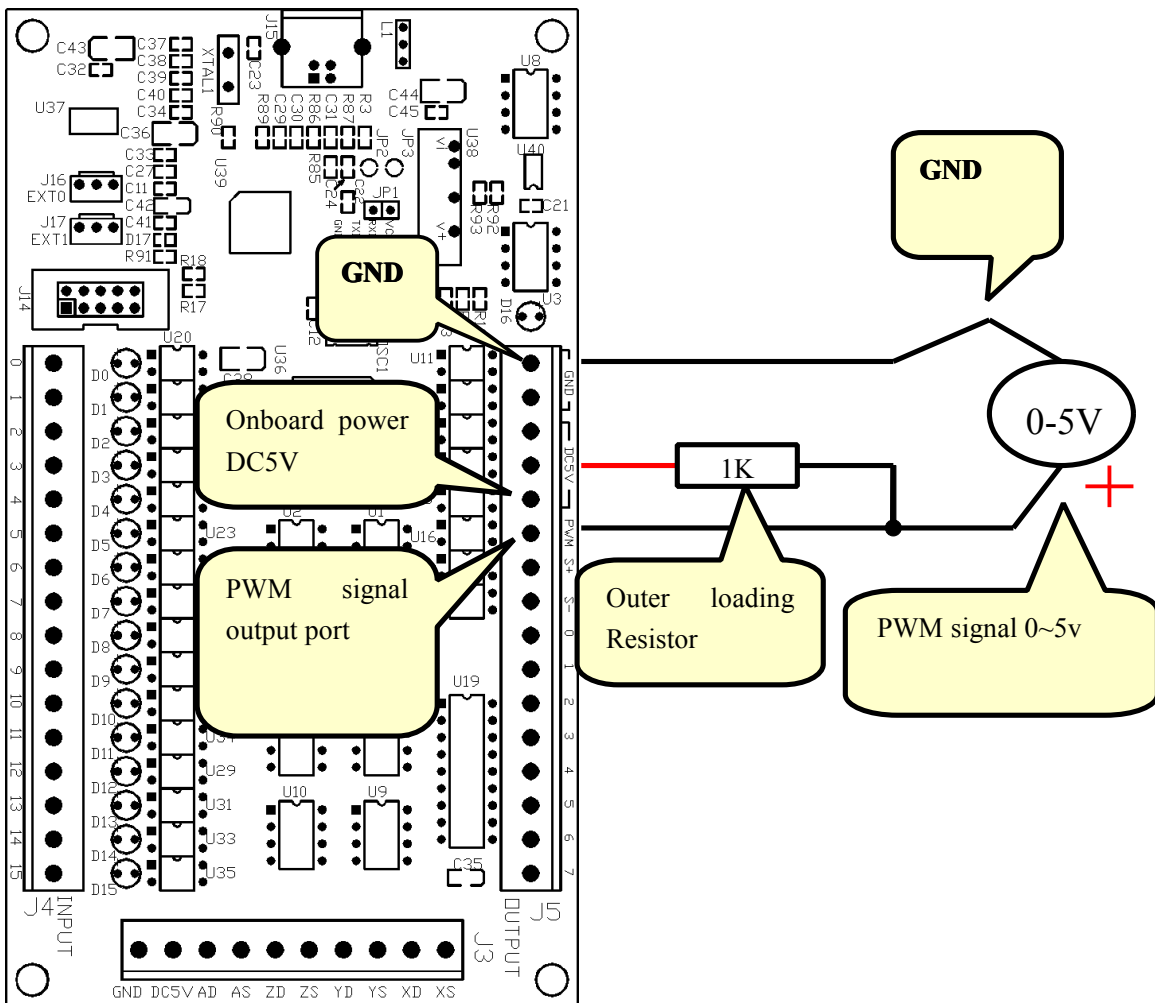 C43
C37
C38
C32
C39
C40
C34
U37
C36
C33
C27
C11
C42
C41
D17
R91
J16
EXT0
J17
EXT1
XTAL1
C23
J15
L1
R90
U39
R89
C29
C30
R86
C31
R87
R3
R85
C22
C24
JP2
JP3
JP1
C44
C45
U38
V+
U8
U40
C21
R93
R92
U3
D16
J14
R18
R17
GND
GND
U20
U36
U11
Onboard power
DC5V
PWM signal
output port
U2
U1
U23
U16
U19
U29
U31
U33
U35
U10
U9
C35
0
1
2
3
4
5
6
7
8
9
10
11
12
13
14
15
D0
D1
D2
D3
D4
D5
D6
D7
D8
D9
D10
D11
D12
D13
D14
D15
GND
DC5V
PWM
S+
S-
0
1
2
3
4
5
6
7
0-5V
1K
Outer loading
Resistor
PWM signal 0~5v
J4
INPUT
OUTPUT
J5
J3
GND DC5V AD AS ZD ZS YD YS XD XS